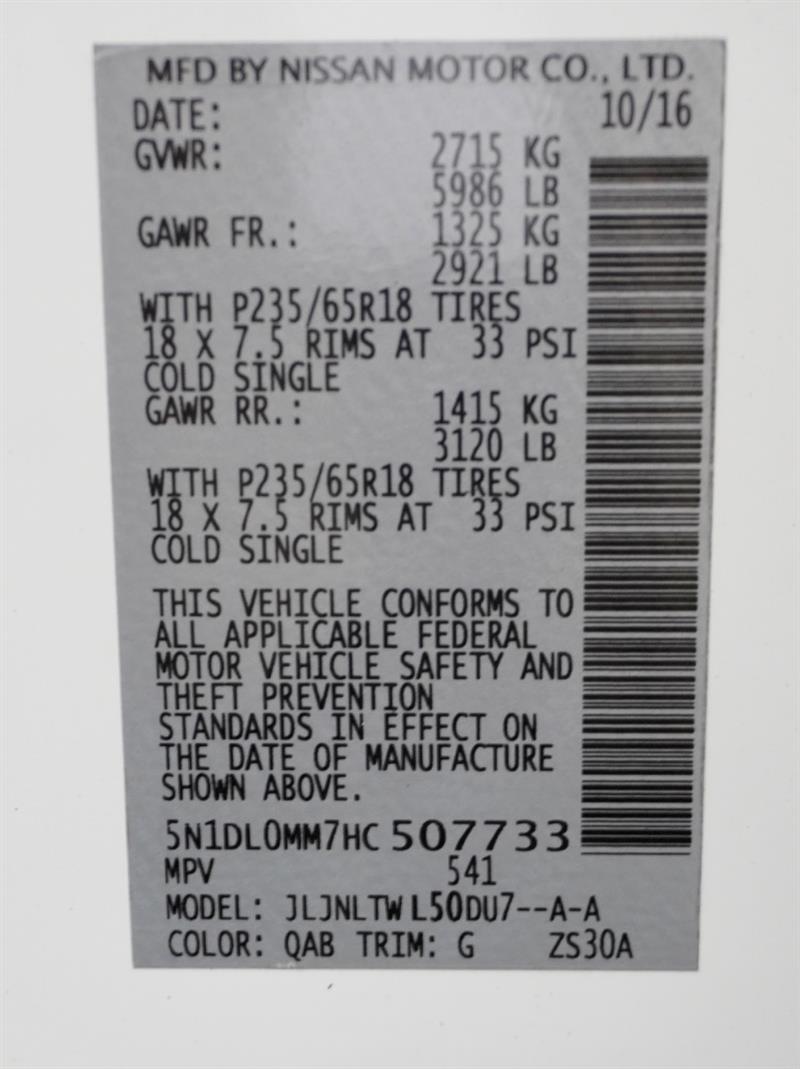 MFD BY NISSAN MOTOR CO., LTD.
DATE: 10/16
GVWR: 2715 KG
5986 LB
GAWR FR.: 1325 KG
2921 LB
WITH P235/65R18 TIRES
18 X 7.5 RIMS AT 33 PSI
COLD SINGLE
GAWR RR.: 1415 KG
3120 LB
WITH P235/65R18 TIRES
18 X 7.5 RIMS AT 33 PSI
COLD SINGLE
THIS VEHICLE CONFORMS TO
ALL APPLICABLE FEDERAL
MOTOR VEHICLE SAFETY AND
THEFT PREVENTION
STANDARDS IN EFFECT ON
THE DATE OF MANUFACTURE
SHOWN ABOVE.
5N1DL0MM7HC 507733
MPV 541
MODEL: JLJNLTW L50DU7--A-A
COLOR: QAB TRIM: G ZS30A